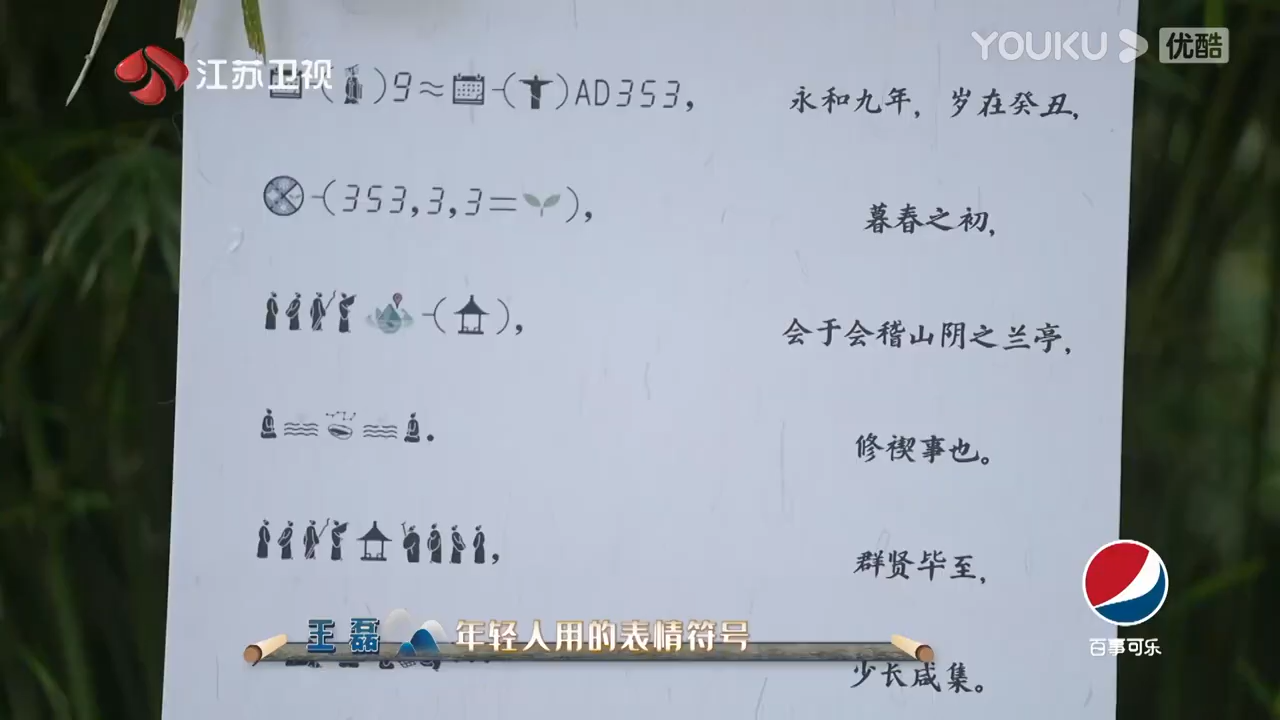 江苏卫视
YOUKU 优酷
( )9≈ -( )AD353,
永和九年，岁在癸丑，
-(353,3,3= ),
暮春之初，
-( ),
会于会稽山阴之兰亭，
修禊事也。
群贤毕至，
少长咸集。
王磊 年轻人用的表情符号
百事可乐